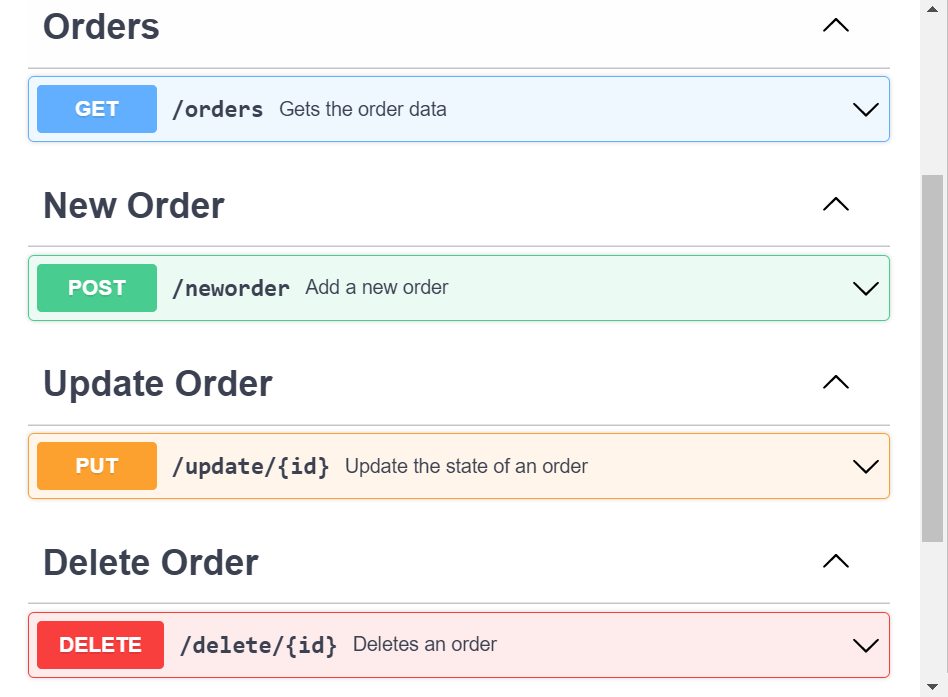 Orders
GET /orders Gets the order data
New Order
POST /neworder Add a new order
Update Order
PUT /update/{id} Update the state of an order
Delete Order
DELETE /delete/{id} Deletes an order